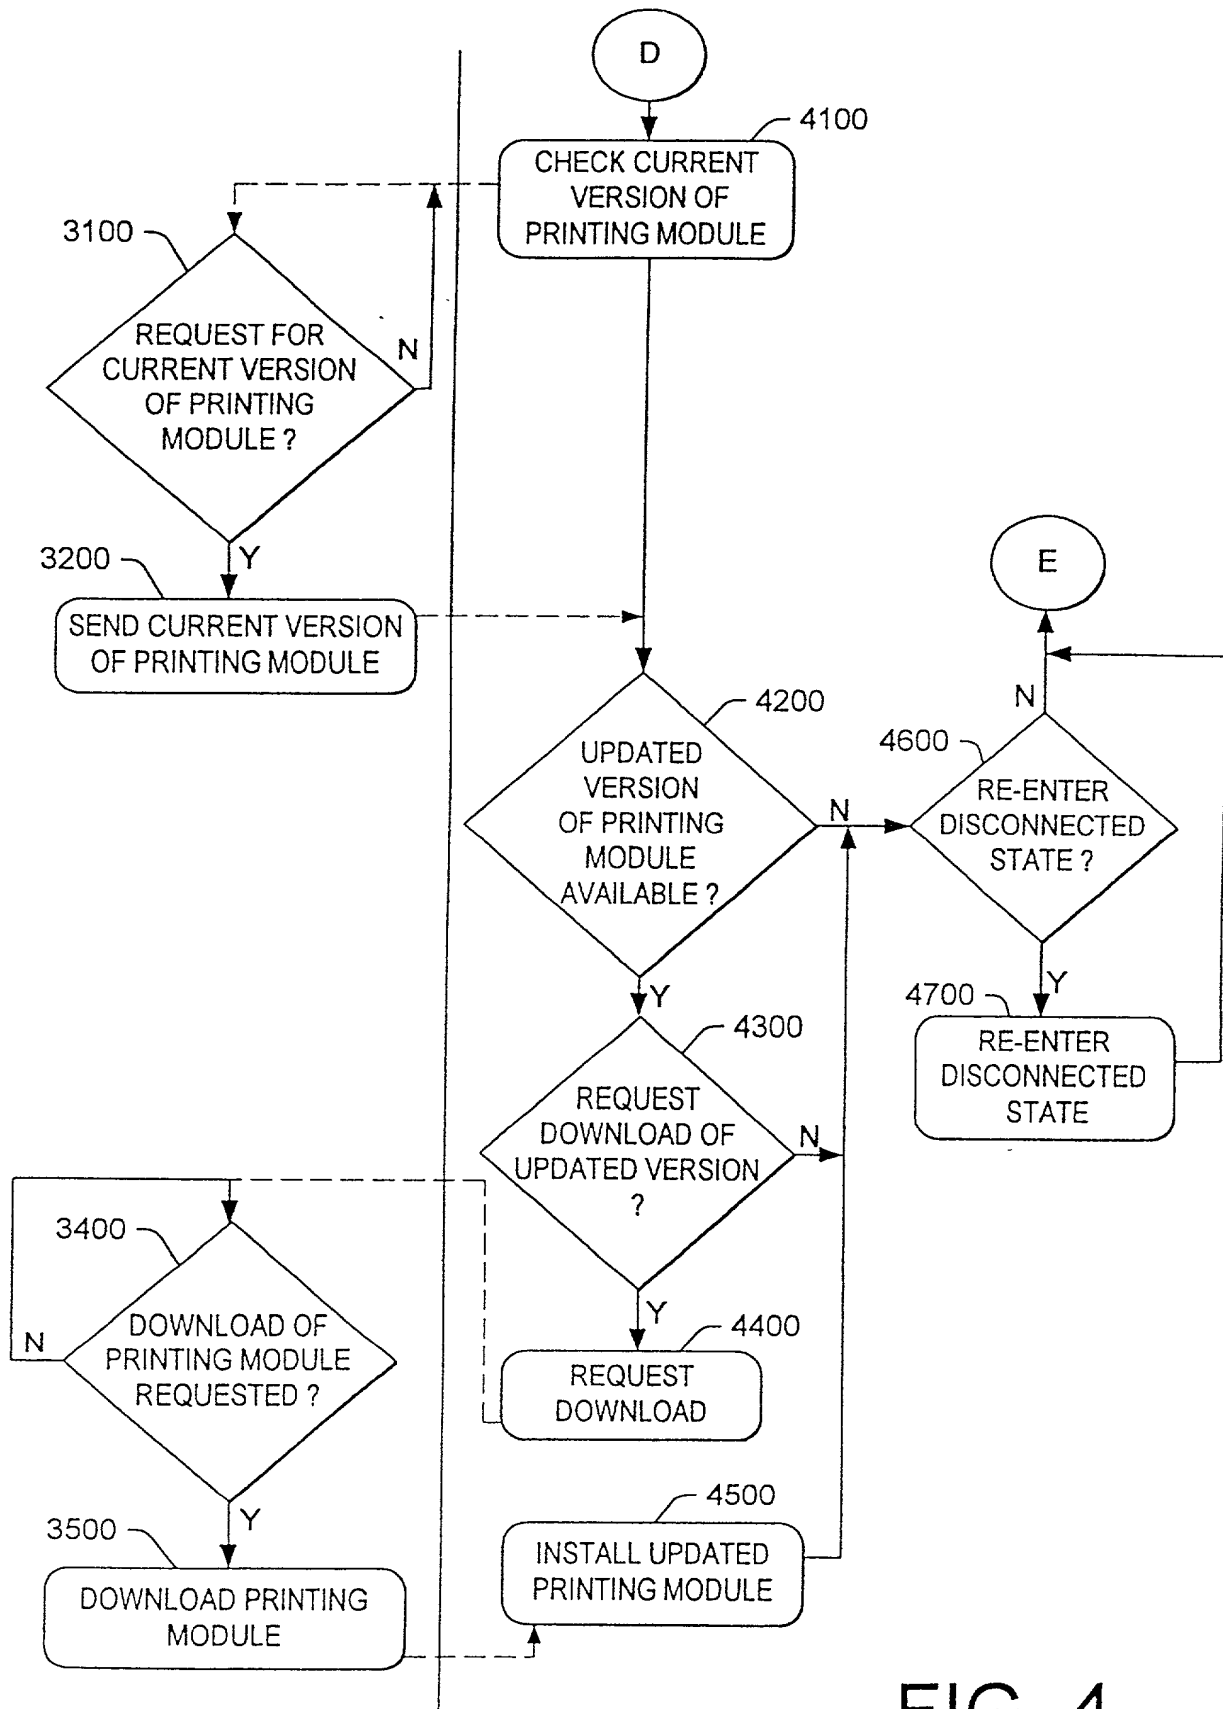 D
4100
CHECK CURRENT
VERSION OF
PRINTING MODULE
3100
REQUEST FOR
CURRENT VERSION
OF PRINTING
MODULE ?
N
Y
3200
SEND CURRENT VERSION
OF PRINTING MODULE
E
N
4200
UPDATED
VERSION
OF PRINTING
MODULE
AVAILABLE ?
N
4600
RE-ENTER
DISCONNECTED
STATE ?
Y
Y
4700
RE-ENTER
DISCONNECTED
STATE
4300
REQUEST
DOWNLOAD OF
UPDATED VERSION
?
N
Y
3400
DOWNLOAD OF
PRINTING MODULE
REQUESTED ?
N
Y
4400
REQUEST
DOWNLOAD
3500
DOWNLOAD PRINTING
MODULE
4500
INSTALL UPDATED
PRINTING MODULE
FIG. 4